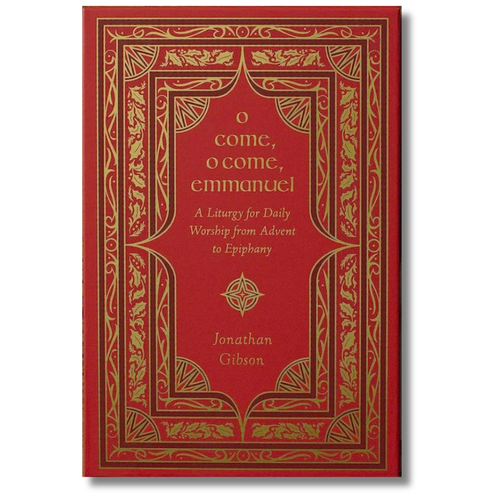 o
come,
o come,
emmanuel
A Liturgy for Daily
Worship from Advent
to Epiphany
Jonathan
Gibson